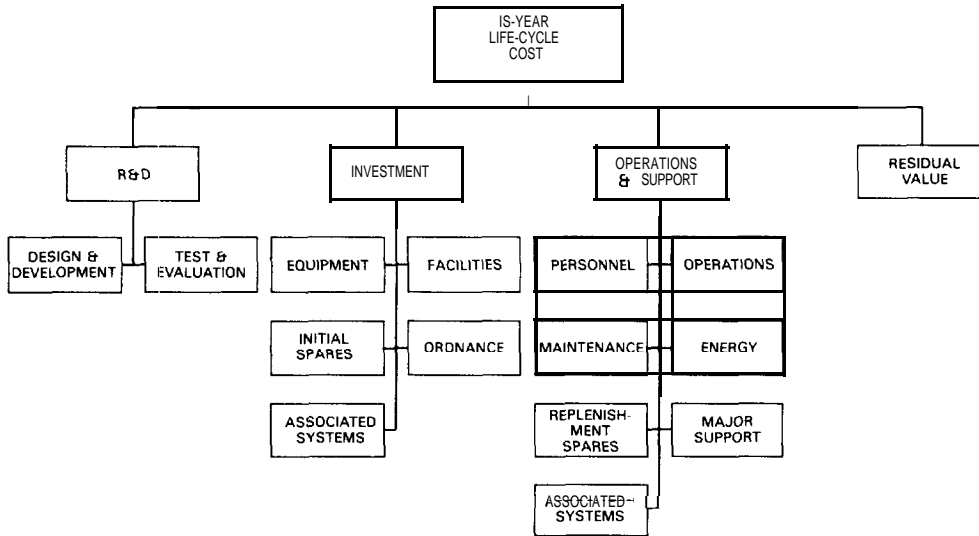 IS-YEAR
LIFE-CYCLE
COST
R&D
INVESTMENT
OPERATIONS
& SUPPORT
RESIDUAL
VALUE
DESIGN &
DEVELOPMENT
TEST &
EVALUATION
EQUIPMENT
FACILITIES
PERSONNEL
OPERATIONS
INITIAL
SPARES
ORDNANCE
MAINTENANCE
ENERGY
ASSOCIATED
SYSTEMS
REPLENISH-
MENT
SPARES
MAJOR
SUPPORT
ASSOCIATED
SYSTEMS